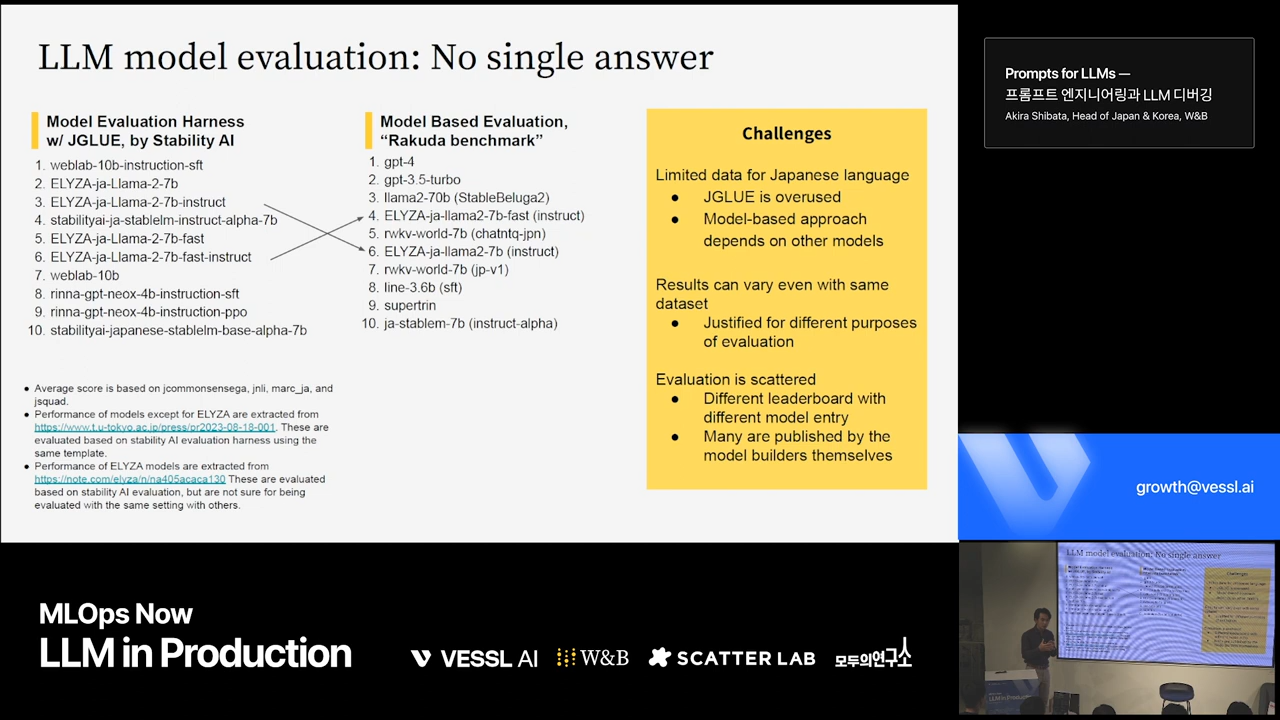 LLM model evaluation: No single answer
Model Evaluation Harness
w/ JGLUE, by Stability AI
1. weblab-10b-instruction-sft
2. ELYZA-ja-Llama-2-7b
3. ELYZA-ja-Llama-2-7b-instruct
4. stabilityai-ja-stablelm-instruct-alpha-7b
5. ELYZA-ja-Llama-2-7b-fast
6. ELYZA-ja-Llama-2-7b-fast-instruct
7. weblab-10b
8. rinna-gpt-neox-4b-instruction-sft
9. rinna-gpt-neox-4b-instruction-ppo
10. stabilityai-japanese-stablelm-base-alpha-7b
● Average score is based on jcommonsensega, jnli, marc_ja, and
jsquad.
● Performance of models except for ELYZA are extracted from
https://www.t.u-tokyo.ac.jp/press/pr2023-08-18-001. These are
evaluated based on stability AI evaluation harness using the
same template.
● Performance of ELYZA models are extracted from
https://note.com/elyza/n/na405acaca130 These are evaluated
based on stability AI evaluation, but are not sure for being
evaluated with the same setting with others.
Model Based Evaluation,
“Rakuda benchmark”
1. gpt-4
2. gpt-3.5-turbo
3. llama2-70b (StableBeluga2)
4. ELYZA-ja-llama2-7b-fast (instruct)
5. rwkv-world-7b (chatntq-jpn)
6. ELYZA-ja-llama2-7b (instruct)
7. rwkv-world-7b (jp-v1)
8. line-3.6b (sft)
9. supertrin
10. ja-stablem-7b (instruct-alpha)
Challenges
Limited data for Japanese language
● JGLUE is overused
● Model-based approach
depends on other models
Results can vary even with same
dataset
● Justified for different purposes
of evaluation
Evaluation is scattered
● Different leaderboard with
different model entry
● Many are published by the
model builders themselves
Prompts for LLMs —
프롬프트 엔지니어링과 LLM 디버깅
Akira Shibata, Head of Japan & Korea, W&B
growth@vessl.ai
LLM model evaluation: No single answer
MLOps Now
LLM in Production
VESSL AI
W&B
SCATTER LAB
모두의연구소